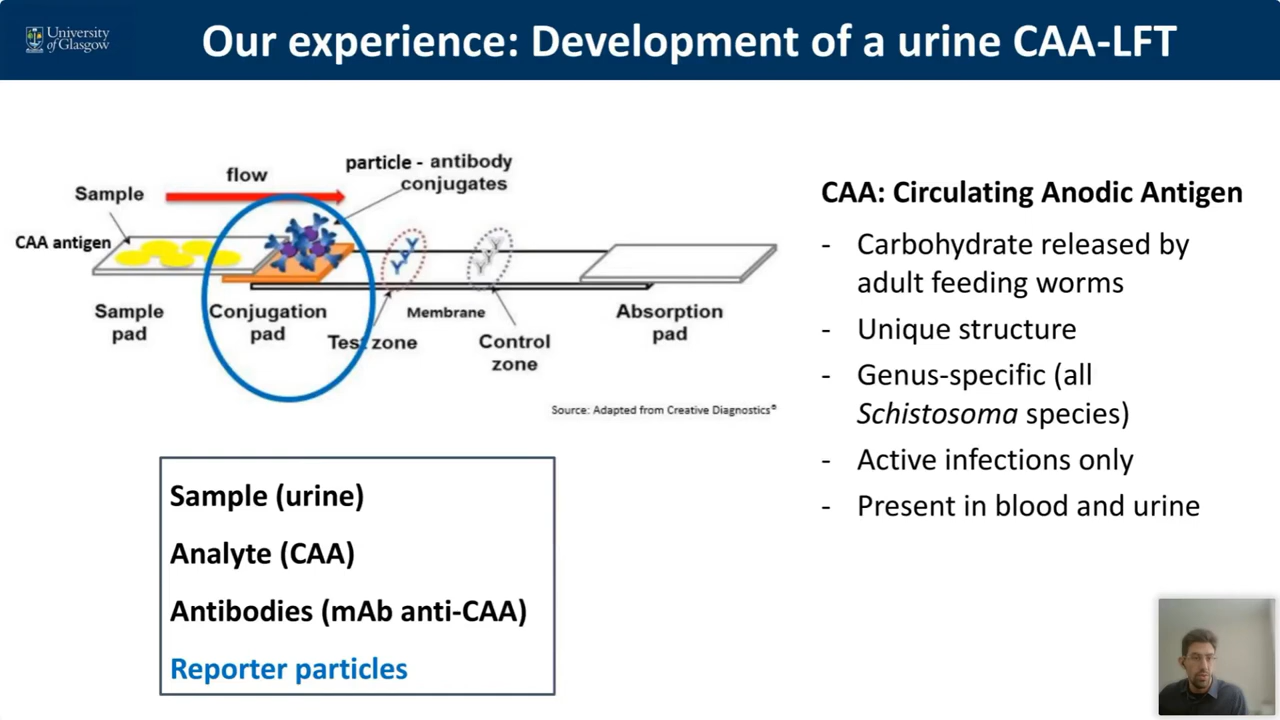 University
of Glasgow
Our experience: Development of a urine CAA-LFT
flow
particle - antibody
conjugates
Sample
CAA antigen
Sample
pad
Conjugation
pad
Test zone
Membrane
Control
zone
Absorption
pad
Source: Adapted from Creative Diagnostics®
Sample (urine)
Analyte (CAA)
Antibodies (mAb anti-CAA)
Reporter particles
CAA: Circulating Anodic Antigen
- Carbohydrate released by
adult feeding worms
- Unique structure
- Genus-specific (all
Schistosoma species)
- Active infections only
- Present in blood and urine